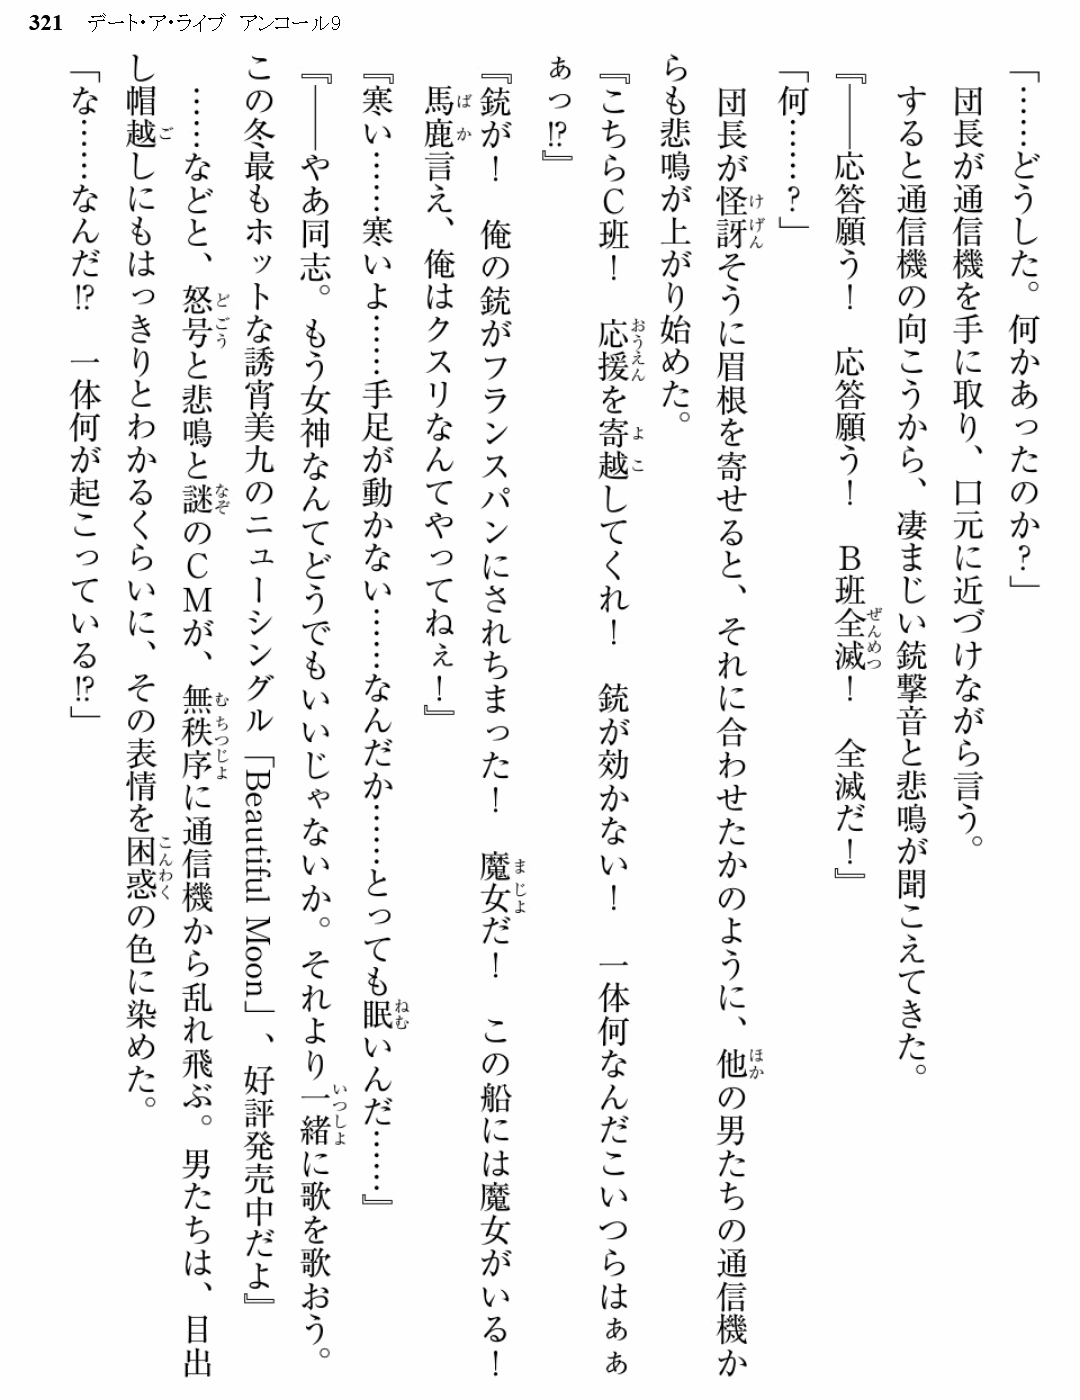 321 デート・ア・ライブ アンコール9
「……どうした。何かあったのか？」
団長が通信機を手に取り、口元に近づけながら言う。
すると通信機の向こうから、凄まじい銃撃音と悲鳴が聞こえてきた。
『――応答願う！　応答願う！　Ｂ班全滅！　全滅だ！』
「何……？」
団長が怪訝そうに眉根を寄せると、それに合わせたかのように、他の男たちの通信機か
らも悲鳴が上がり始めた。
『こちらＣ班！　応援を寄越してくれ！　銃が効かない！　一体何なんだこいつらはぁぁ
ぁっ!?』
『銃が！　俺の銃がフランスパンにされちまった！　魔女だ！　この船には魔女がいる！
馬鹿言え、俺はクスリなんてやってねぇ！』
『寒い……寒いよ……手足が動かない……なんだか……とっても眠いんだ……』
『――やあ同志。もう女神なんてどうでもいいじゃないか。それより一緒に歌を歌おう。
この冬最もホットな誘宵美九のニューシングル「Beautiful Moon」、好評発売中だよ』
……などと、怒号と悲鳴と謎のＣＭが、無秩序に通信機から乱れ飛ぶ。男たちは、目出
し帽越しにもはっきりとわかるくらいに、その表情を困惑の色に染めた。
「な……なんだ!?　一体何が起こっている!?」